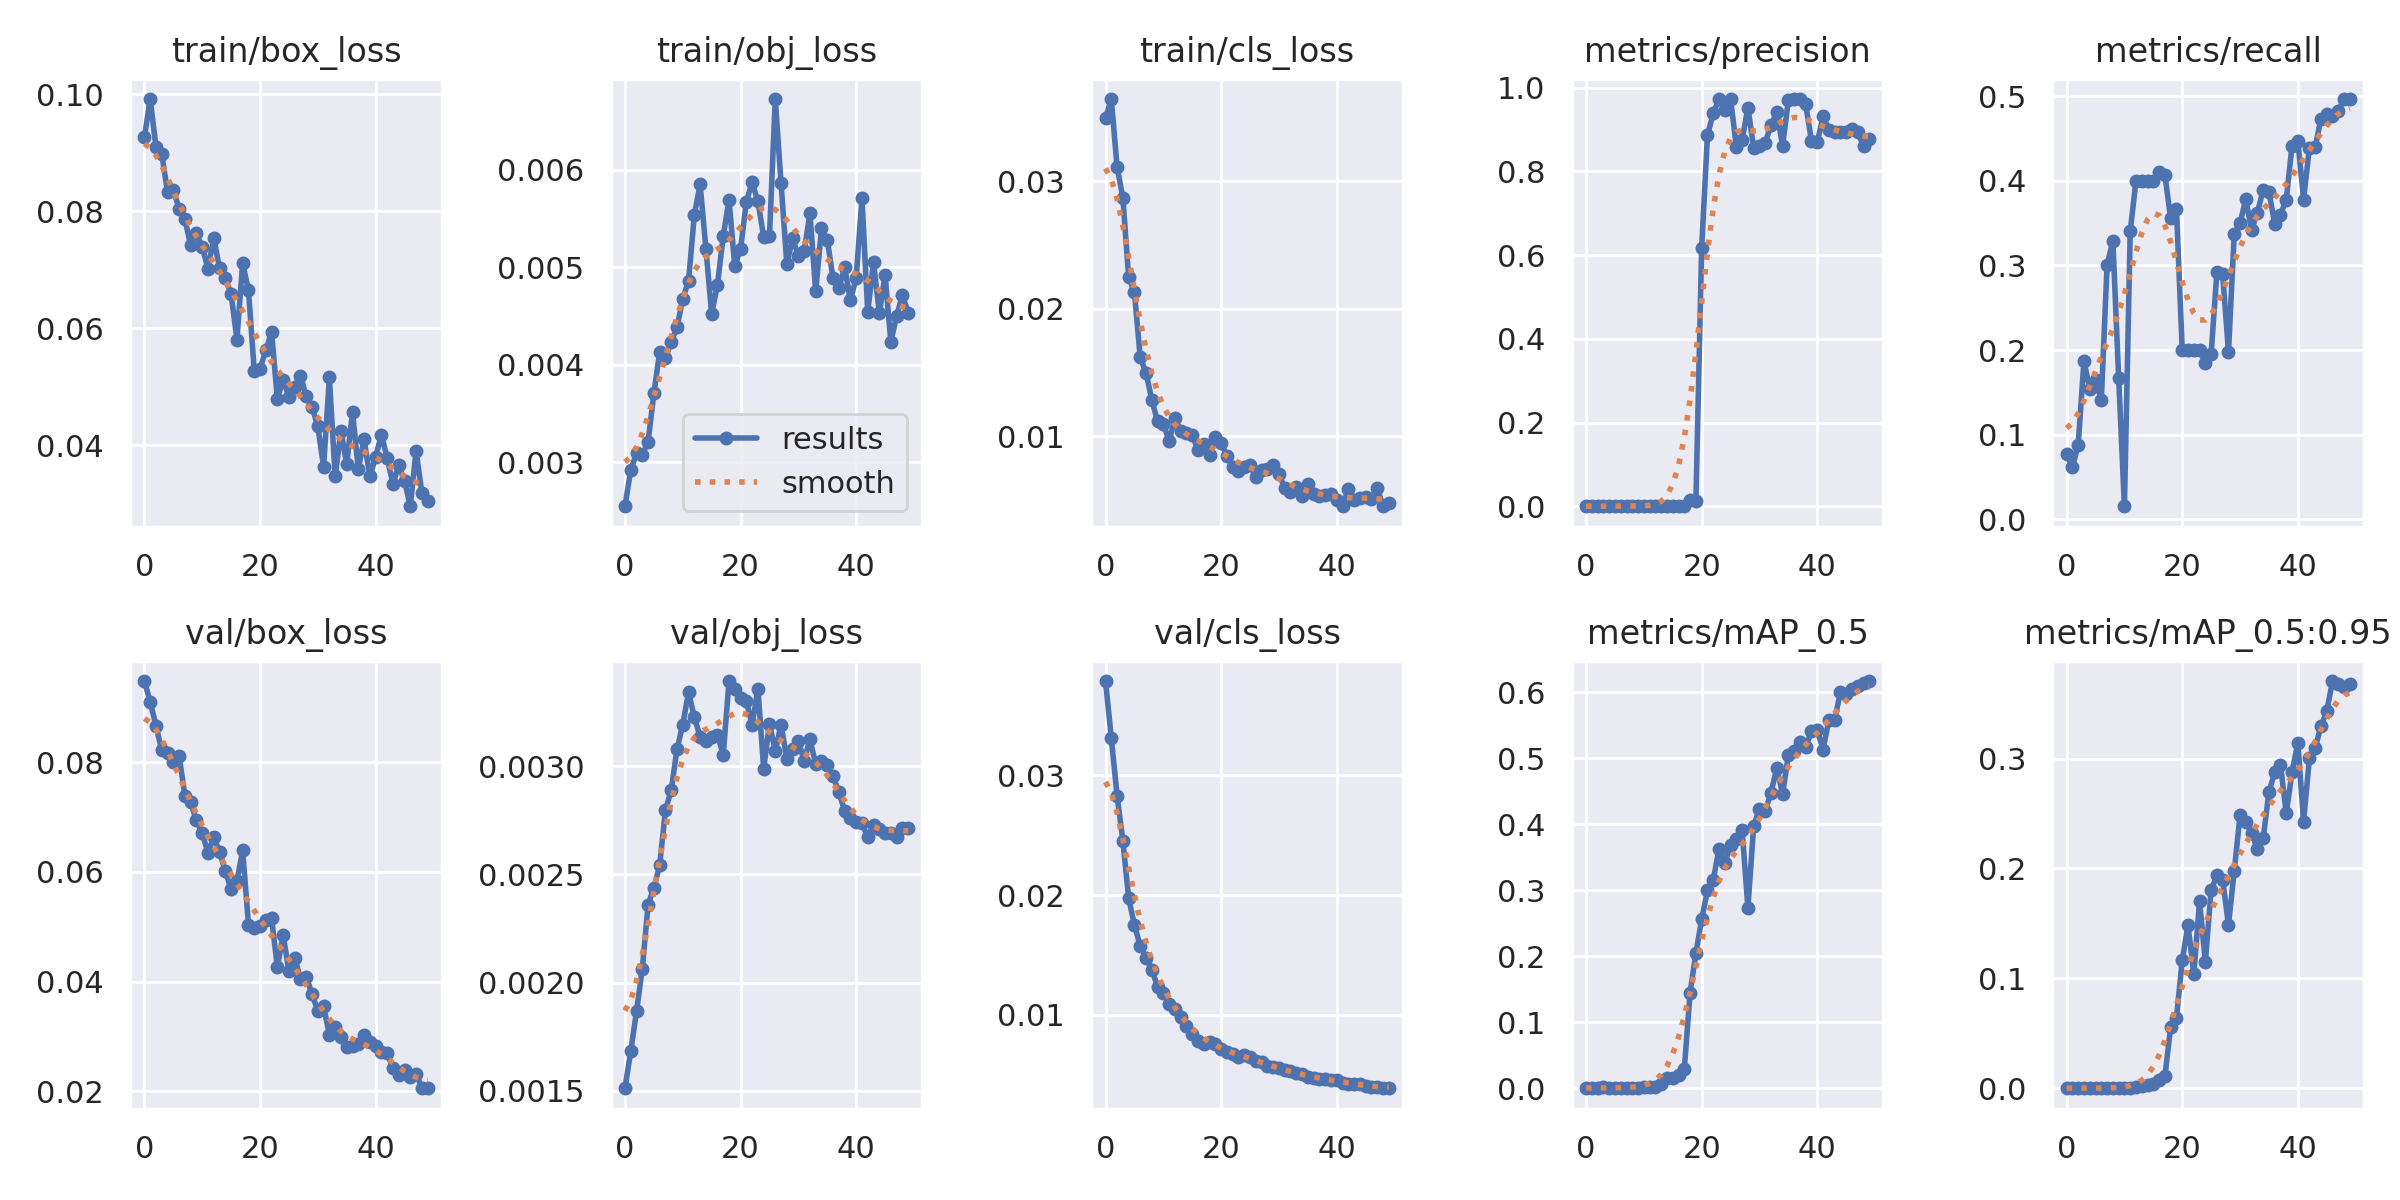 train/box_loss
train/obj_loss
train/cls_loss
metrics/precision
metrics/recall
0.10
0.08
0.06
0.04
0 20 40
0.006
0.005
0.004
0.003
results
smooth
0 20 40
0.03
0.02
0.01
0 20 40
1.0
0.8
0.6
0.4
0.2
0.0
0 20 40
0.5
0.4
0.3
0.2
0.1
0.0
0 20 40
val/box_loss
val/obj_loss
val/cls_loss
metrics/mAP_0.5
metrics/mAP_0.5:0.95
0.08
0.06
0.04
0.02
0 20 40
0.0030
0.0025
0.0020
0.0015
0 20 40
0.03
0.02
0.01
0 20 40
0.6
0.5
0.4
0.3
0.2
0.1
0.0
0 20 40
0.3
0.2
0.1
0.0
0 20 40